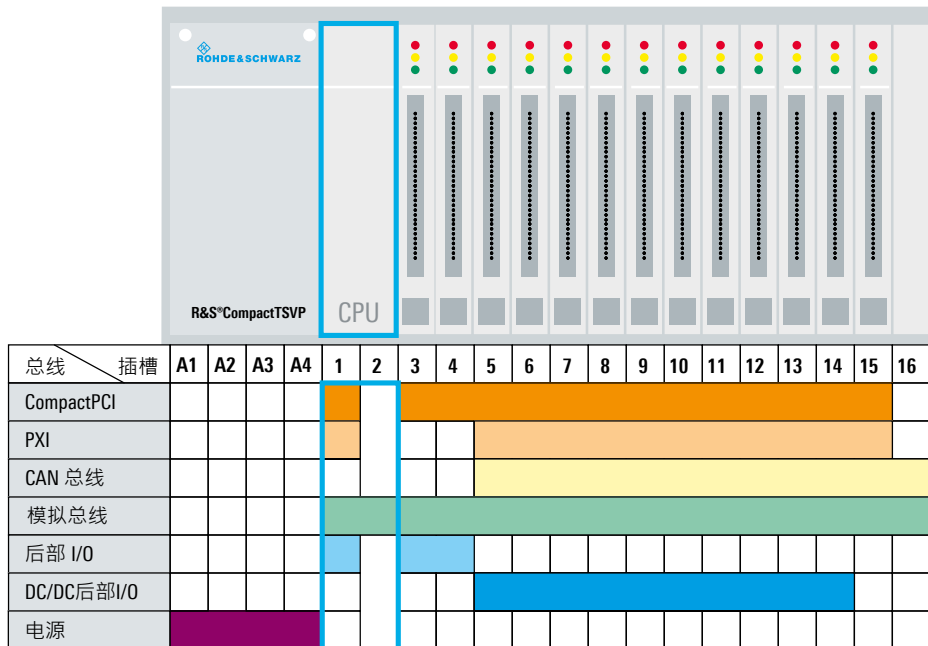 ROHDE&SCHWARZ
R&S®CompactTSVP
CPU
总线 插槽 A1 A2 A3 A4 1 2 3 4 5 6 7 8 9 10 11 12 13 14 15 16
CompactPCI
PXI
CAN 总线
模拟总线
后部 I/O
DC/DC后部I/O
电源